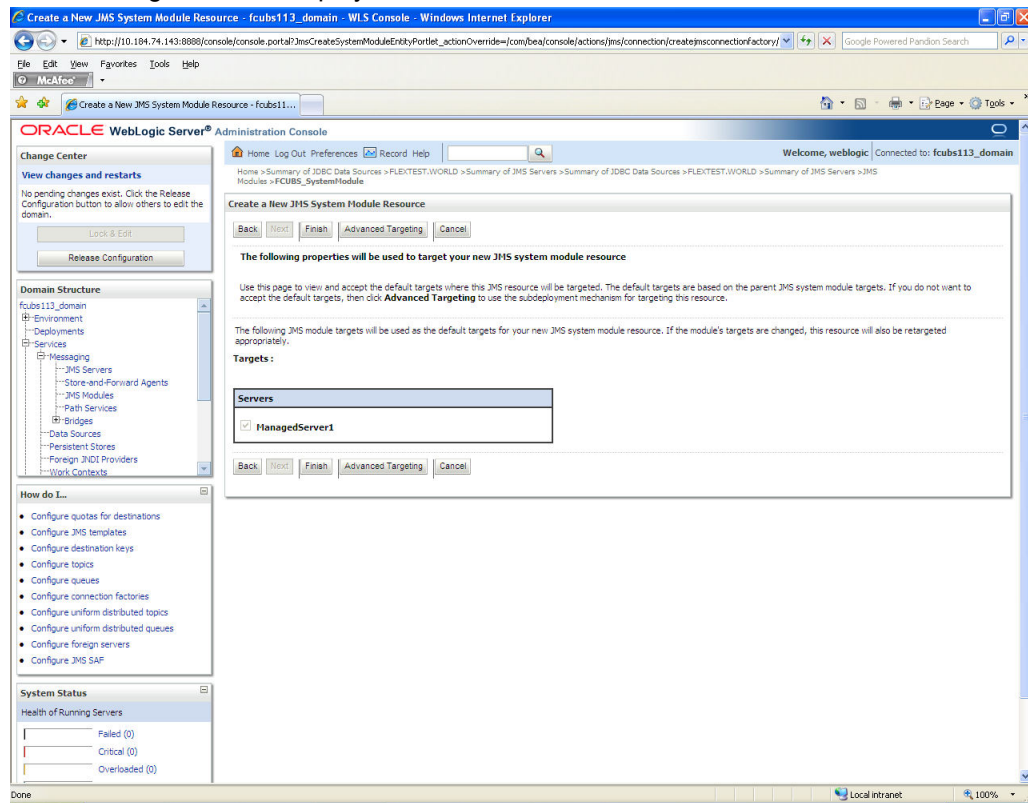 Create a New JMS System Module Resource - fcubs113_domain - WLS Console - Windows Internet Explorer
http://10.184.74.143:8888/console/console.portal?JmsCreateSystemModuleEntityPortlet_actionOverride=/com/bea/console/actions/jms/connection/createjmsconnectionfactory/
Google Powered Pandion Search
File Edit View Favorites Tools Help
McAfee
Create a New JMS System Module Resource - fcubs11...
Page Tools
ORACLE WebLogic Server® Administration Console
Change Center
View changes and restarts
No pending changes exist. Click the Release
Configuration button to allow others to edit the
domain.
Lock & Edit
Release Configuration
Domain Structure
fcubs113_domain
Environment
Deployments
Services
Messaging
JMS Servers
Store-and-Forward Agents
JMS Modules
Path Services
Bridges
Data Sources
Persistent Stores
Foreign JNDI Providers
Work Contexts
How do I...
Configure quotas for destinations
Configure JMS templates
Configure destination keys
Configure topics
Configure queues
Configure connection factories
Configure uniform distributed topics
Configure uniform distributed queues
Configure foreign servers
Configure JMS SAF
System Status
Health of Running Servers
Failed (0)
Critical (0)
Overloaded (0)
Home Log Out Preferences Record Help
Welcome, weblogic Connected to: fcubs113_domain
Home >Summary of JDBC Data Sources >FLEXTEST.WORLD >Summary of JMS Servers >Summary of JDBC Data Sources >FLEXTEST.WORLD >Summary of JMS Servers >JMS
Modules >FCUBS_SystemModule
Create a New JMS System Module Resource
Back Next Finish Advanced Targeting Cancel
The following properties will be used to target your new JMS system module resource
Use this page to view and accept the default targets where this JMS resource will be targeted. The default targets are based on the parent JMS system module targets. If you do not want to
accept the default targets, then click Advanced Targeting to use the subdeployment mechanism for targeting this resource.
The following JMS module targets will be used as the default targets for your new JMS system module resource. If the module's targets are changed, this resource will also be retargeted
appropriately.
Targets :
Servers
ManagedServer1
Back Next Finish Advanced Targeting Cancel
Done
Local intranet
100%